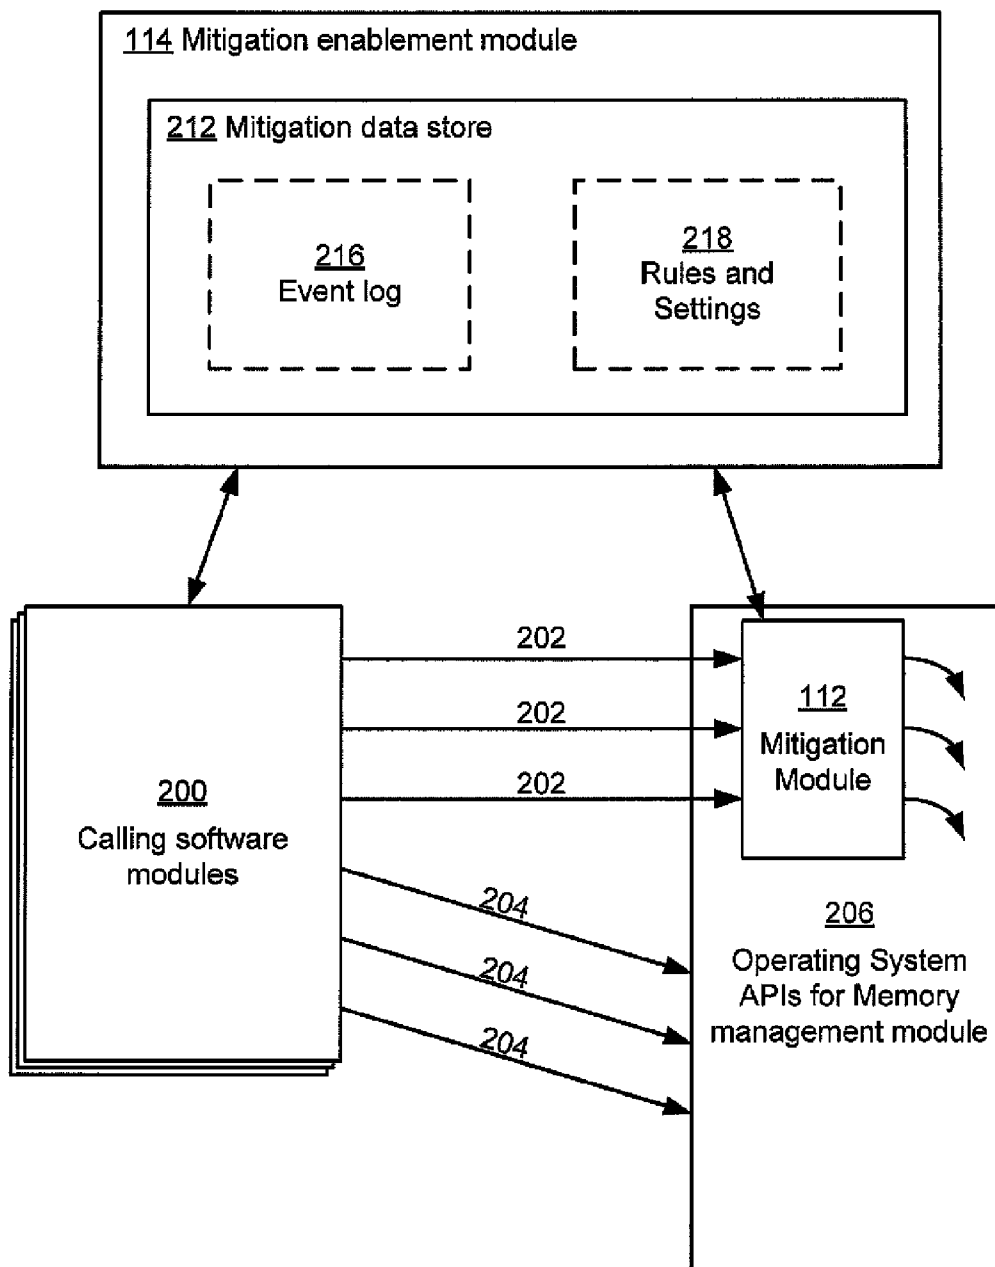 114 Mitigation enablement module
212 Mitigation data store
216
Event log
218
Rules and
Settings
202
202
202
112
Mitigation
Module
200
Calling software
modules
204
204
204
206
Operating System
APIs for Memory
management module